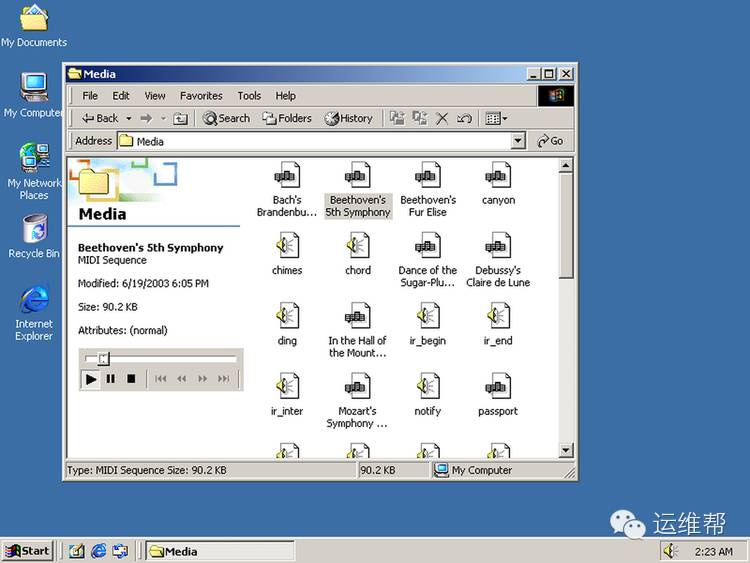 My Documents
My Computer
My Network
Places
Recycle Bin
Internet
Explorer
Media
File Edit View Favorites Tools Help
Back Search Folders History
Address Media Go
Media
Beethoven's 5th Symphony
MIDI Sequence
Modified: 6/19/2003 6:05 PM
Size: 90.2 KB
Attributes: (normal)
Bach's
Brandenbu...
Beethoven's
5th Symphony
Beethoven's
Fur Elise
canyon
chimes
chord
Dance of the
Sugar-Plu...
Debussy's
Claire de Lune
ding
In the Hall of
the Mount...
ir_begin
ir_end
ir_inter
Mozart's
Symphony ...
notify
passport
Type: MIDI Sequence Size: 90.2 KB 90.2 KB My Computer
运维帮
Start Media 2:23 AM